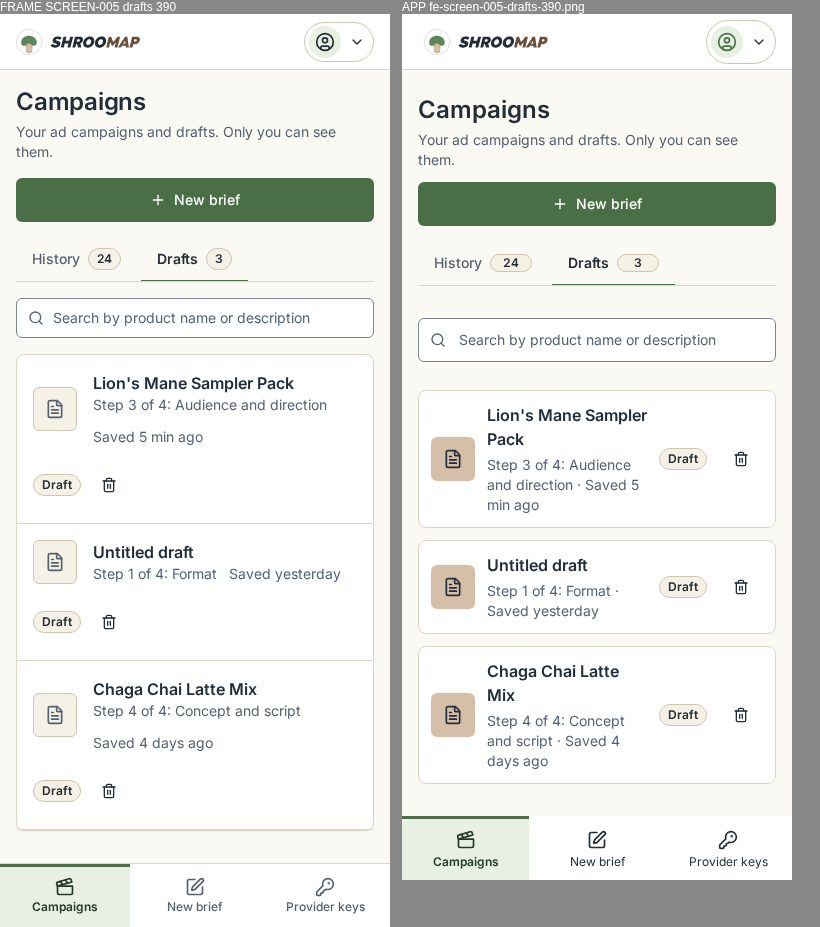 FRAME SCREEN-005 drafts 390
SHROOMAP
Campaigns
Your ad campaigns and drafts. Only you can see
them.
New brief
History 24 Drafts 3
Search by product name or description
Lion's Mane Sampler Pack
Step 3 of 4: Audience and direction
Saved 5 min ago
Draft
Untitled draft
Step 1 of 4: Format Saved yesterday
Draft
Chaga Chai Latte Mix
Step 4 of 4: Concept and script
Saved 4 days ago
Draft
Campaigns New brief Provider keys
APP fe-screen-005-drafts-390.png
SHROOMAP
Campaigns
Your ad campaigns and drafts. Only you can see
them.
New brief
History 24 Drafts 3
Search by product name or description
Lion's Mane Sampler
Pack
Step 3 of 4: Audience
and direction · Saved 5
min ago
Draft
Untitled draft
Step 1 of 4: Format ·
Saved yesterday
Draft
Chaga Chai Latte
Mix
Step 4 of 4: Concept
and script · Saved 4
days ago
Draft
Campaigns New brief Provider keys